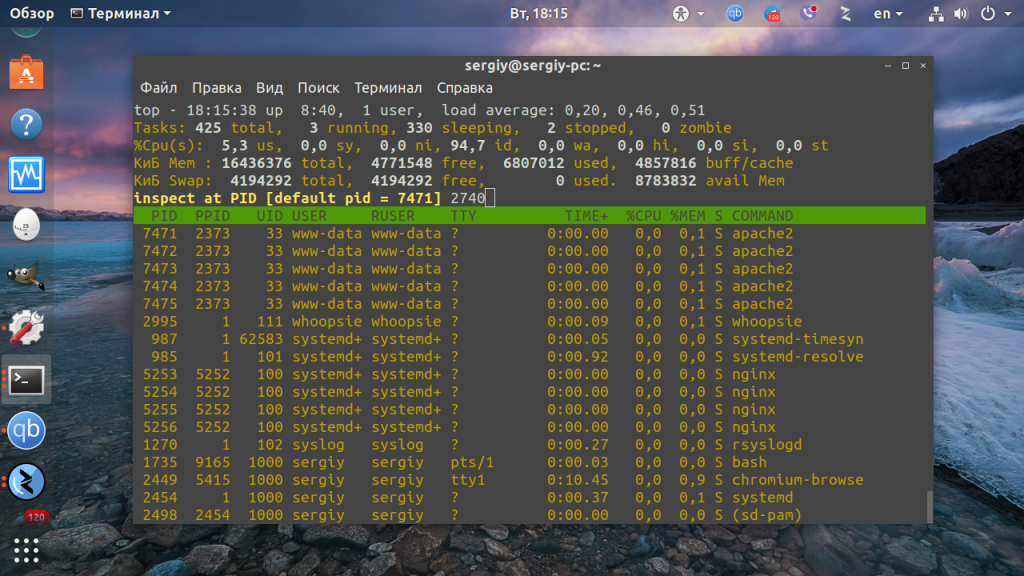 Обзор Терминал Вт, 18:15 qb 120 en
sergiy@sergiy-pc: ~
Файл Правка Вид Поиск Терминал Справка
top - 18:15:38 up  8:40,  1 user,  load average: 0,20, 0,46, 0,51
Tasks: 425 total,   3 running, 330 sleeping,   2 stopped,   0 zombie
%Cpu(s):  5,3 us,  0,0 sy,  0,0 ni, 94,7 id,  0,0 wa,  0,0 hi,  0,0 si,  0,0 st
КиБ Mem : 16436376 total,  4771548 free,  6807012 used,  4857816 buff/cache
КиБ Swap:  4194292 total,  4194292 free,        0 used.  8783832 avail Mem
inspect at PID [default pid = 7471] 2740
PID PPID UID USER RUSER TTY TIME+ %CPU %MEM S COMMAND
7471 2373 33 www-data www-data ? 0:00.00 0,0 0,1 S apache2
7472 2373 33 www-data www-data ? 0:00.00 0,0 0,1 S apache2
7473 2373 33 www-data www-data ? 0:00.00 0,0 0,1 S apache2
7474 2373 33 www-data www-data ? 0:00.00 0,0 0,1 S apache2
7475 2373 33 www-data www-data ? 0:00.00 0,0 0,1 S apache2
2995 1 111 whoopsie whoopsie ? 0:00.09 0,0 0,1 S whoopsie
987 1 62583 systemd+ systemd+ ? 0:00.05 0,0 0,0 S systemd-timesyn
985 1 101 systemd+ systemd+ ? 0:00.92 0,0 0,0 S systemd-resolve
5253 5252 100 systemd+ systemd+ ? 0:00.00 0,0 0,0 S nginx
5254 5252 100 systemd+ systemd+ ? 0:00.00 0,0 0,0 S nginx
5255 5252 100 systemd+ systemd+ ? 0:00.00 0,0 0,0 S nginx
5256 5252 100 systemd+ systemd+ ? 0:00.00 0,0 0,0 S nginx
1270 1 102 syslog syslog ? 0:00.27 0,0 0,0 S rsyslogd
1735 9165 1000 sergiy sergiy pts/1 0:00.03 0,0 0,0 S bash
2449 5415 1000 sergiy sergiy tty1 0:10.45 0,0 0,9 S chromium-browse
2454 1 1000 sergiy sergiy ? 0:00.37 0,0 0,1 S systemd
2498 2454 1000 sergiy sergiy ? 0:00.00 0,0 0,0 S (sd-pam)
qb
120